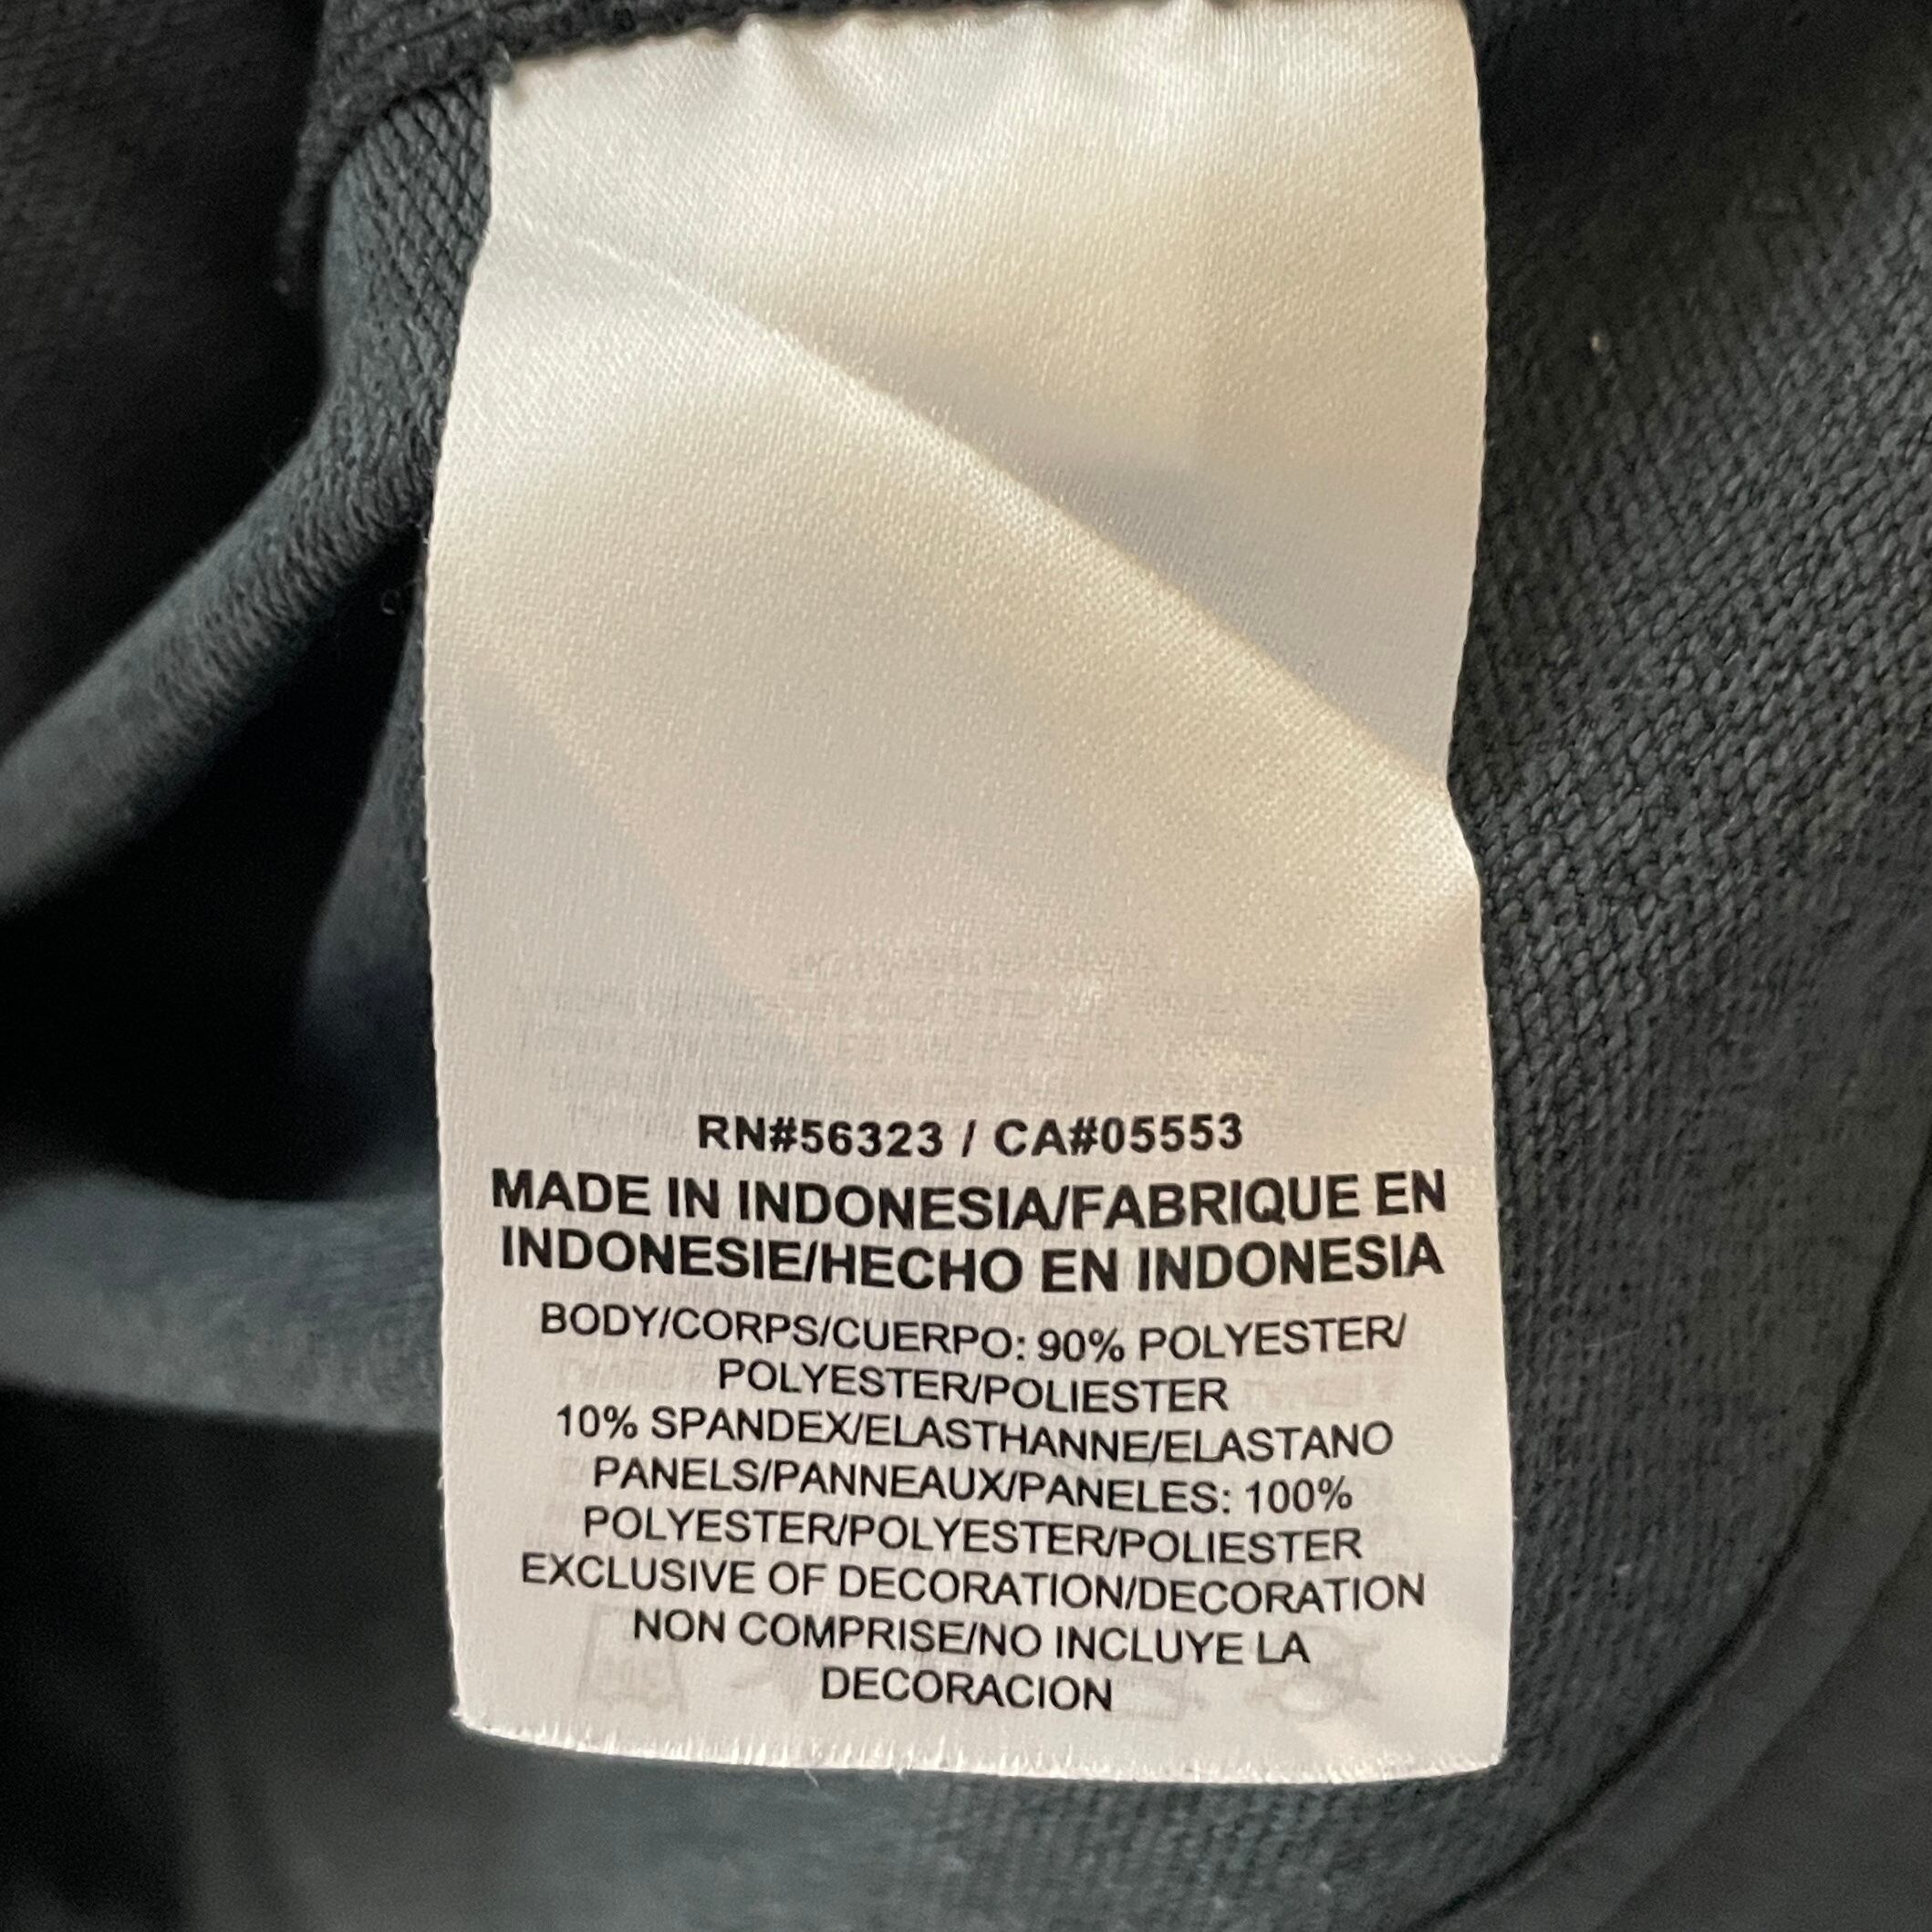 RN#56323 / CA#05553
MADE IN INDONESIA/FABRIQUE EN
INDONESIE/HECHO EN INDONESIA
BODY/CORPS/CUERPO: 90% POLYESTER/
POLYESTER/POLIESTER
10% SPANDEX/ELASTHANNE/ELASTANO
PANELS/PANNEAUX/PANELES: 100%
POLYESTER/POLYESTER/POLIESTER
EXCLUSIVE OF DECORATION/DECORATION
NON COMPRISE/NO INCLUYE LA
DECORACION